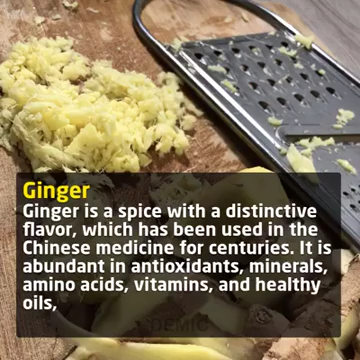 Ginger
Ginger is a spice with a distinctive
flavor, which has been used in the
Chinese medicine for centuries. It is
abundant in antioxidants, minerals,
amino acids, vitamins, and healthy
oils,
DEMIC